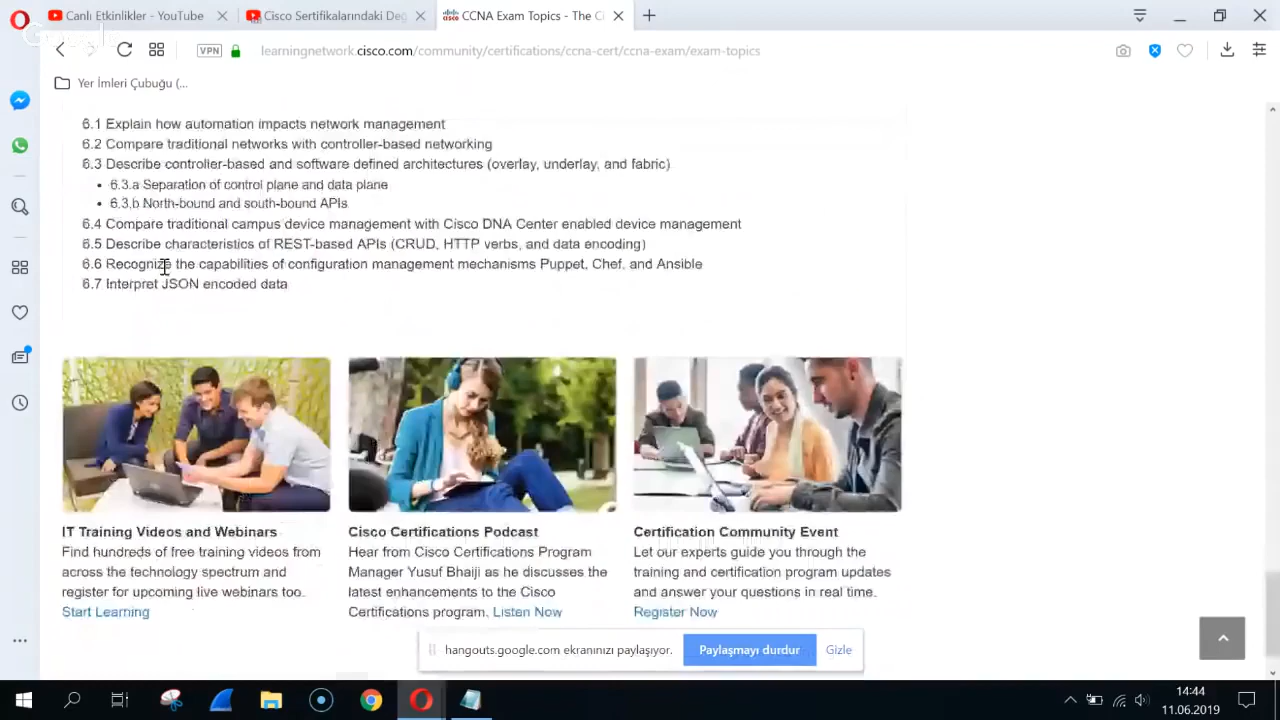 Canlı Etkinlikler - YouTube
Cisco Sertifikalarındaki Değ
CCNA Exam Topics - The C
VPN
learningnetwork.cisco.com/community/certifications/ccna-cert/ccna-exam/exam-topics
Yer İmleri Çubuğu (...
6.1 Explain how automation impacts network management
6.2 Compare traditional networks with controller-based networking
6.3 Describe controller-based and software defined architectures (overlay, underlay, and fabric)
• 6.3.a Separation of control plane and data plane
• 6.3.b North-bound and south-bound APIs
6.4 Compare traditional campus device management with Cisco DNA Center enabled device management
6.5 Describe characteristics of REST-based APIs (CRUD, HTTP verbs, and data encoding)
6.6 Recognize the capabilities of configuration management mechanisms Puppet, Chef, and Ansible
6.7 Interpret JSON encoded data
IT Training Videos and Webinars
Find hundreds of free training videos from
across the technology spectrum and
register for upcoming live webinars too.
Start Learning
Cisco Certifications Podcast
Hear from Cisco Certifications Program
Manager Yusuf Bhaiji as he discusses the
latest enhancements to the Cisco
Certifications program. Listen Now
Certification Community Event
Let our experts guide you through the
training and certification program updates
and answer your questions in real time.
Register Now
hangouts.google.com ekranınızı paylaşıyor.
Paylaşmayı durdur
Gizle
14:44
11.06.2019